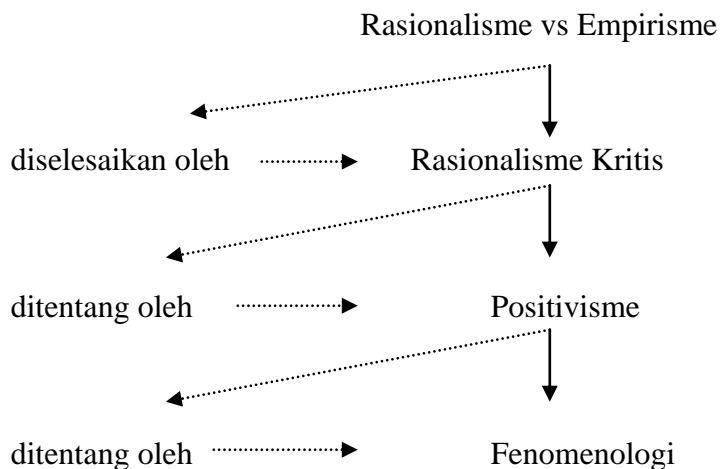 Rasionalisme vs Empirisme
diselesaikan oleh Rasionalisme Kritis
ditentang oleh Positivisme
ditentang oleh Fenomenologi